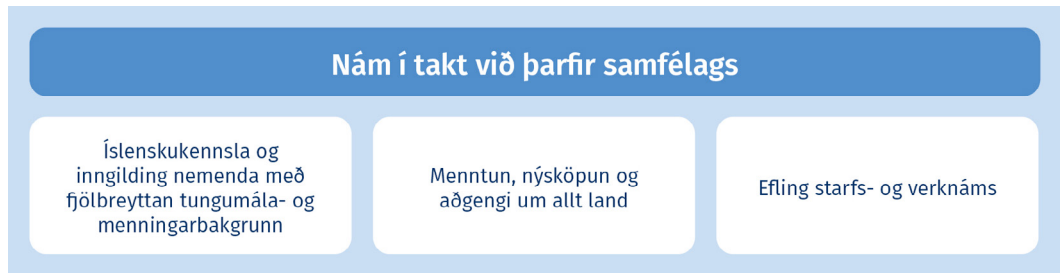 Nám í takt við þarfir samfélags
Íslenskukennsla og
inngilding nemenda með
fjölbreyttan tungumála- og
menningarbakgrunn
Menntun, nýsköpun og
aðgengi um allt land
Efling starfs- og verknáms